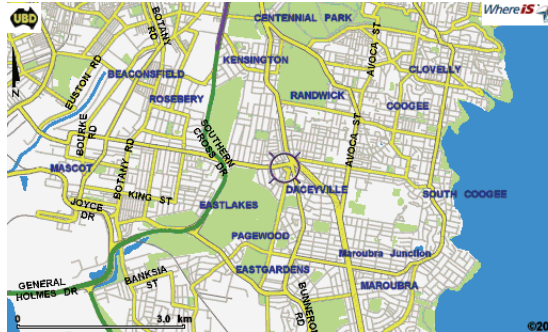 UBD
Where iS
CENTENNIAL PARK
BOTANY
RD
AVOCA ST
KENSINGTON
CLOVELLY
EUSTON RD
BEACONSFIELD
ROSEBERY
RANDWICK
COOGEE
BOURKE
RD
BOTANY RD
SOUTHERN
CROSS DR
AVOCA ST
MASCOT
KING ST
DACEYVILLE
SOUTH COOGEE
JOYCE
DR
EASTLAKES
PAGEWOOD
Maroubra Junction
EASTGARDENS
BANKSIA
ST
MAROUBRA
GENERAL
HOLMES DR
BUNNERONG
RD
0 3.0 km